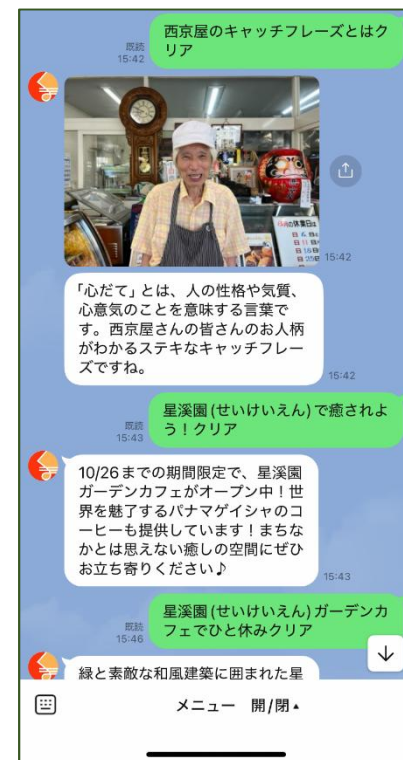 西京屋のキャッチフレーズとはク
リア
既読
15:42
15:42
「心だて」とは、人の性格や気質、
心意気のことを意味する言葉で
す。西京屋さんの皆さんのお人柄
がわかるステキなキャッチフレー
ズですね。
15:42
星溪園(せいけいえん)で癒されよ
う！クリア
既読
15:43
10/26までの期間限定で、星溪園
ガーデンカフェがオープン中！世
界を魅了するパナマゲイシャのコ
ーヒーも提供しています！まちな
かとは思えない癒しの空間にぜひ
お立ち寄りください♪
15:43
星溪園(せいけいえん)ガーデンカ
フェでひと休みクリア
既読
15:46
緑と素敵な和風建築に囲まれた星
メニュー 開/閉▴